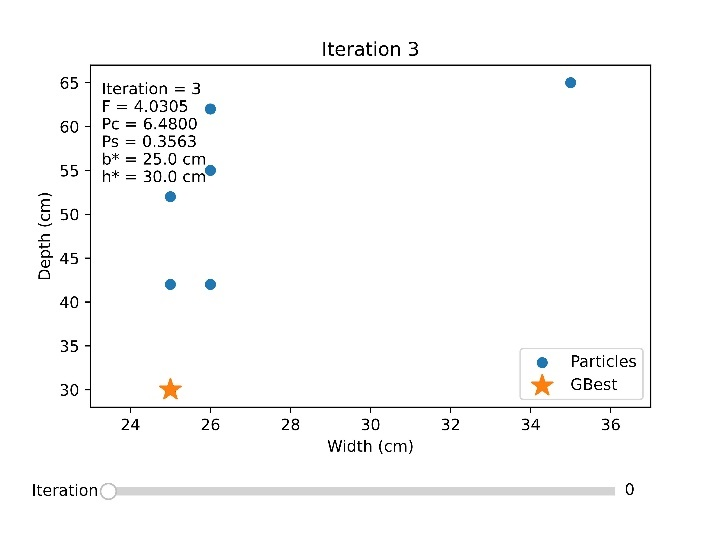 Iteration 3
Iteration = 3
F = 4.0305
Pc = 6.4800
Ps = 0.3563
b* = 25.0 cm
h* = 30.0 cm
65
60
55
50
45
40
35
30
Depth (cm)
Particles
GBest
24 26 28 30 32 34 36
Width (cm)
Iteration 0